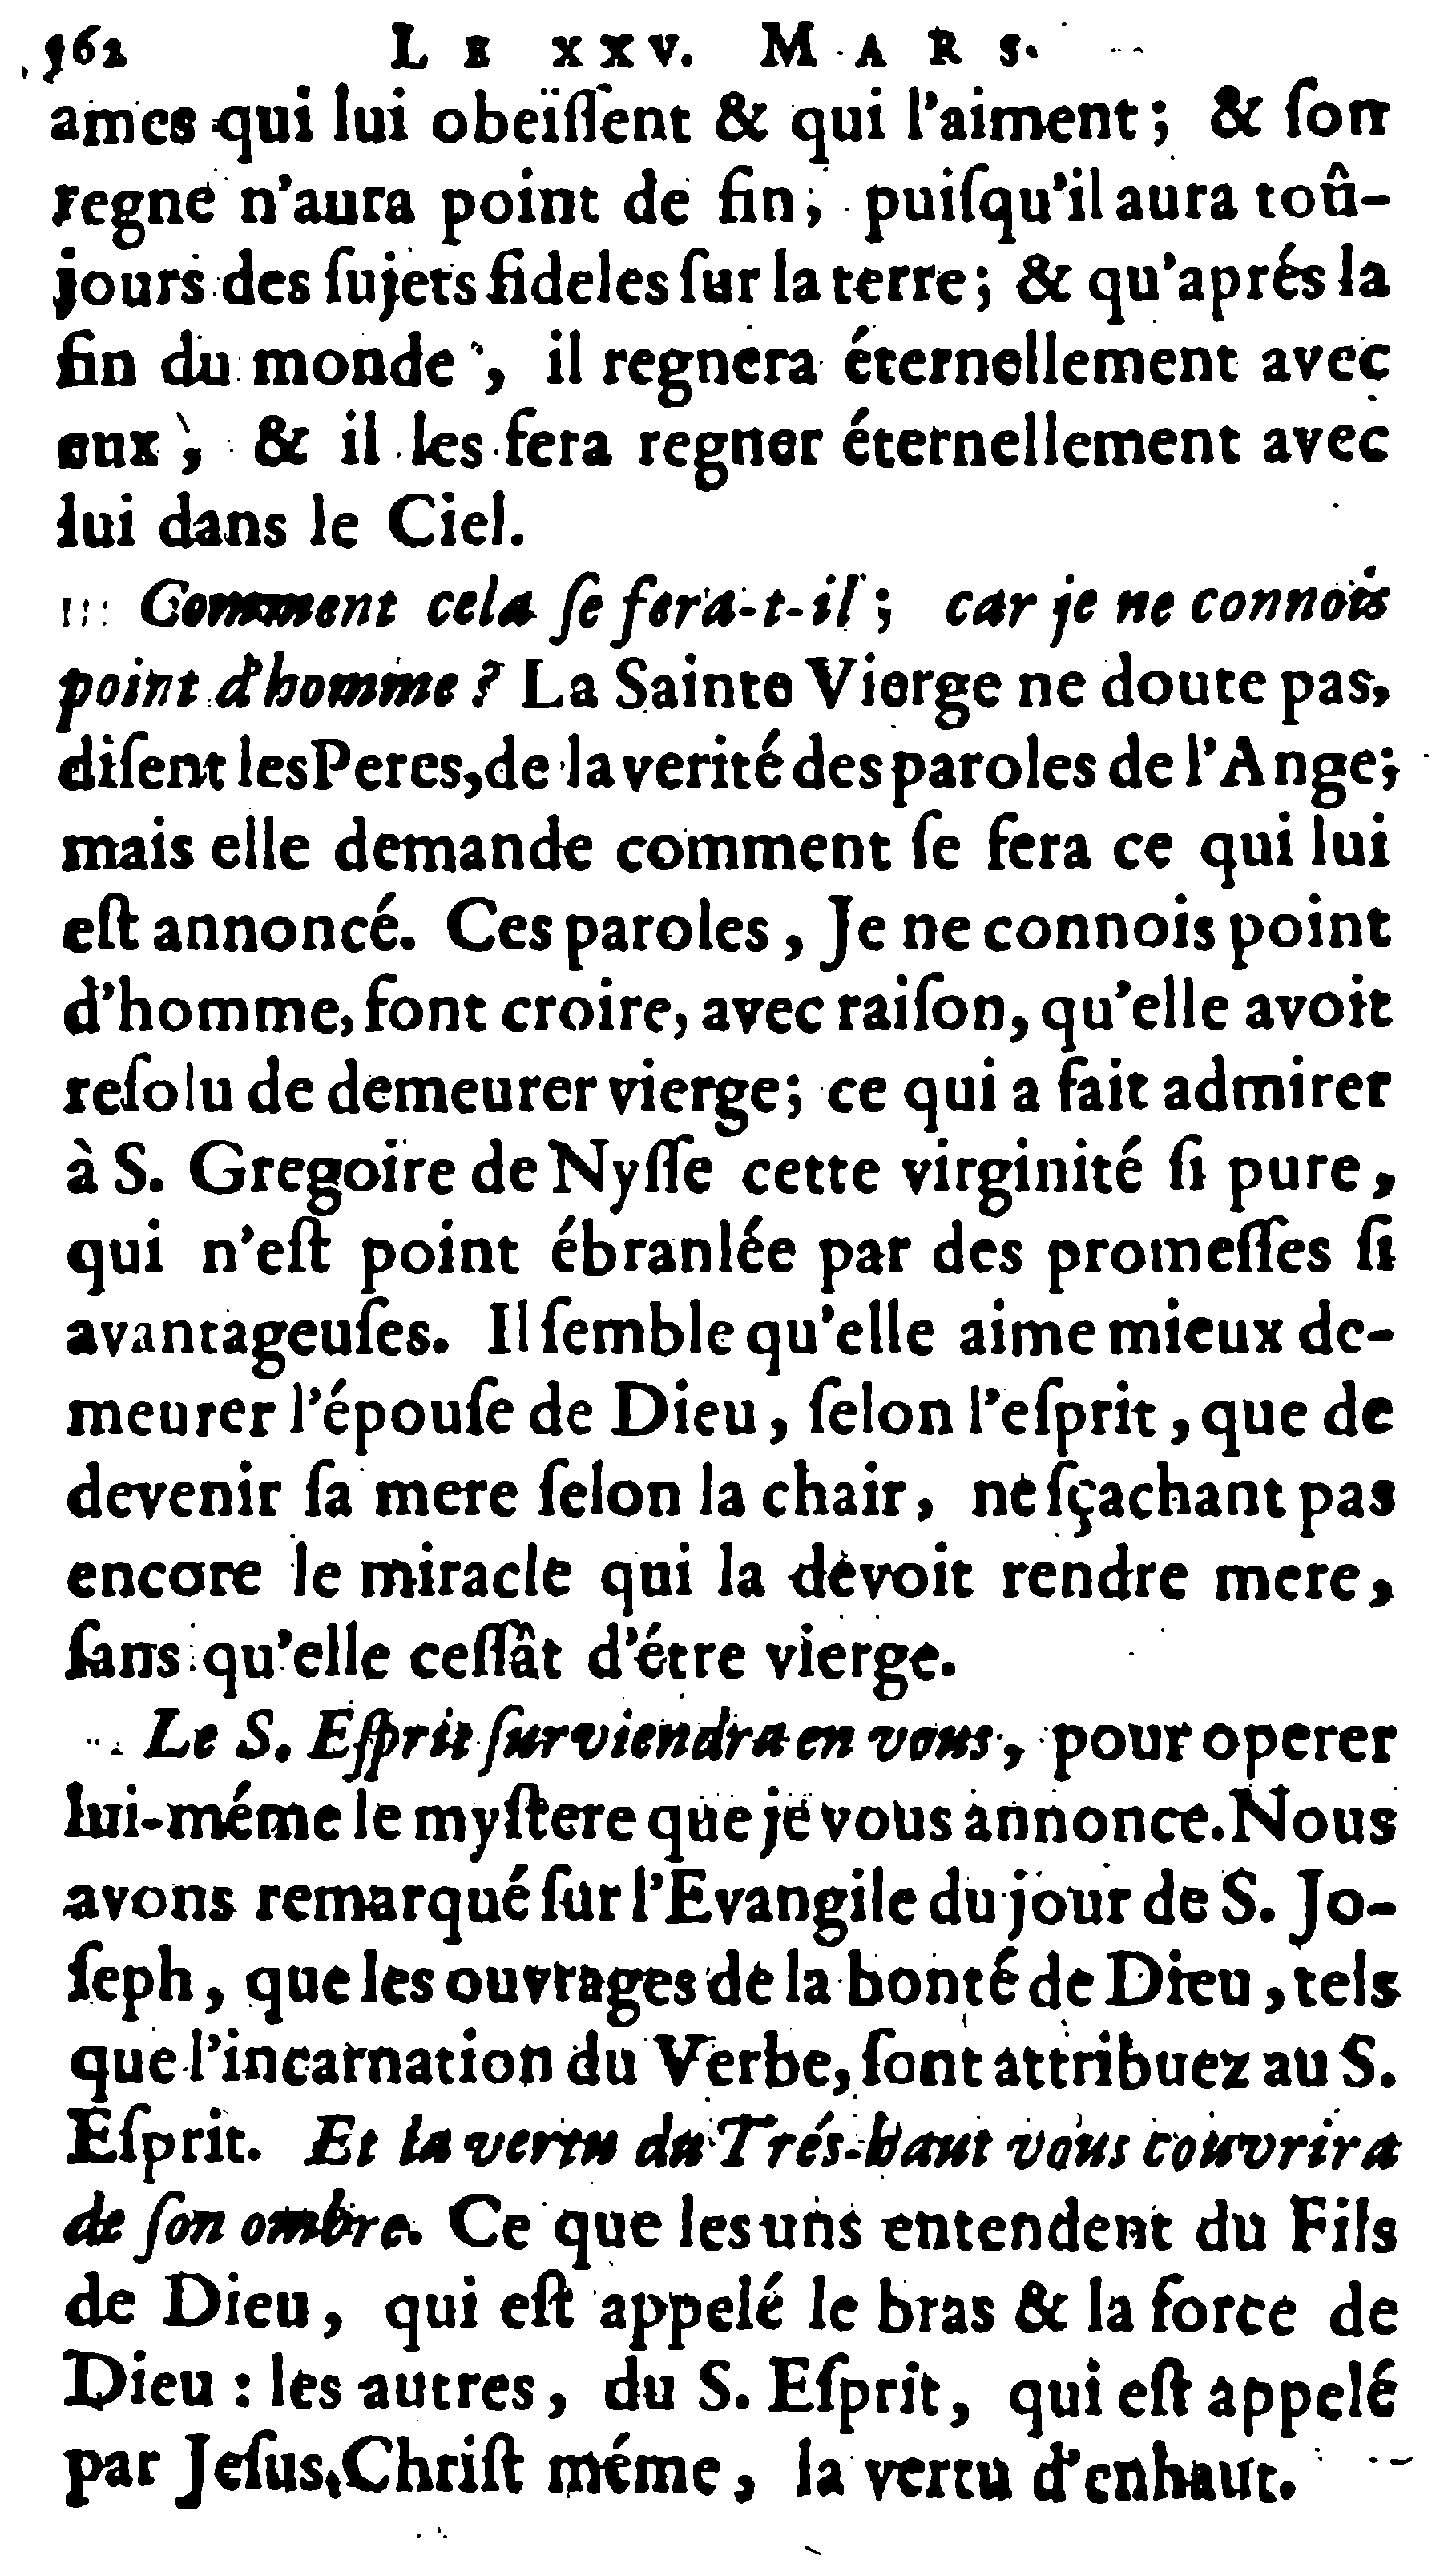 562 LE XXV. MARS.
ames qui lui obeïſſent & qui l'aiment; & ſon
regne n'aura point de fin, puiſqu'il aura toû-
jours des ſujets fideles ſur la terre; & qu'aprés la
fin du monde, il regnera éternellement avec
eux, & il les fera regner éternellement avec
lui dans le Ciel.
Comment cela ſe fera-t-il; car je ne connois
point d'homme? La Sainte Vierge ne doute pas,
diſent les Peres, de la verité des paroles de l'Ange;
mais elle demande comment ſe fera ce qui lui
eſt annoncé. Ces paroles, Je ne connois point
d'homme, font croire, avec raiſon, qu'elle avoit
reſolu de demeurer vierge; ce qui a fait admirer
à S. Gregoire de Nyſſe cette virginité ſi pure,
qui n'eſt point ébranlée par des promeſſes ſi
avantageuſes. Il ſemble qu'elle aime mieux de-
meurer l'épouſe de Dieu, ſelon l'eſprit, que de
devenir ſa mere ſelon la chair, ne ſçachant pas
encore le miracle qui la devoit rendre mere,
ſans qu'elle ceſſât d'étre vierge.
Le S. Eſprit ſurviendra en vous, pour operer
lui-méme le myſtere que je vous annonce. Nous
avons remarqué ſur l'Evangile du jour de S. Jo-
ſeph, que les ouvrages de la bonté de Dieu, tels
que l'incarnation du Verbe, ſont attribuez au S.
Eſprit. Et la vertu du Trés-haut vous couvrira
de ſon ombre. Ce que les uns entendent du Fils
de Dieu, qui eſt appelé le bras & la force de
Dieu : les autres, du S. Eſprit, qui eſt appelé
par Jeſus-Chriſt méme, la vertu d'enhaut.